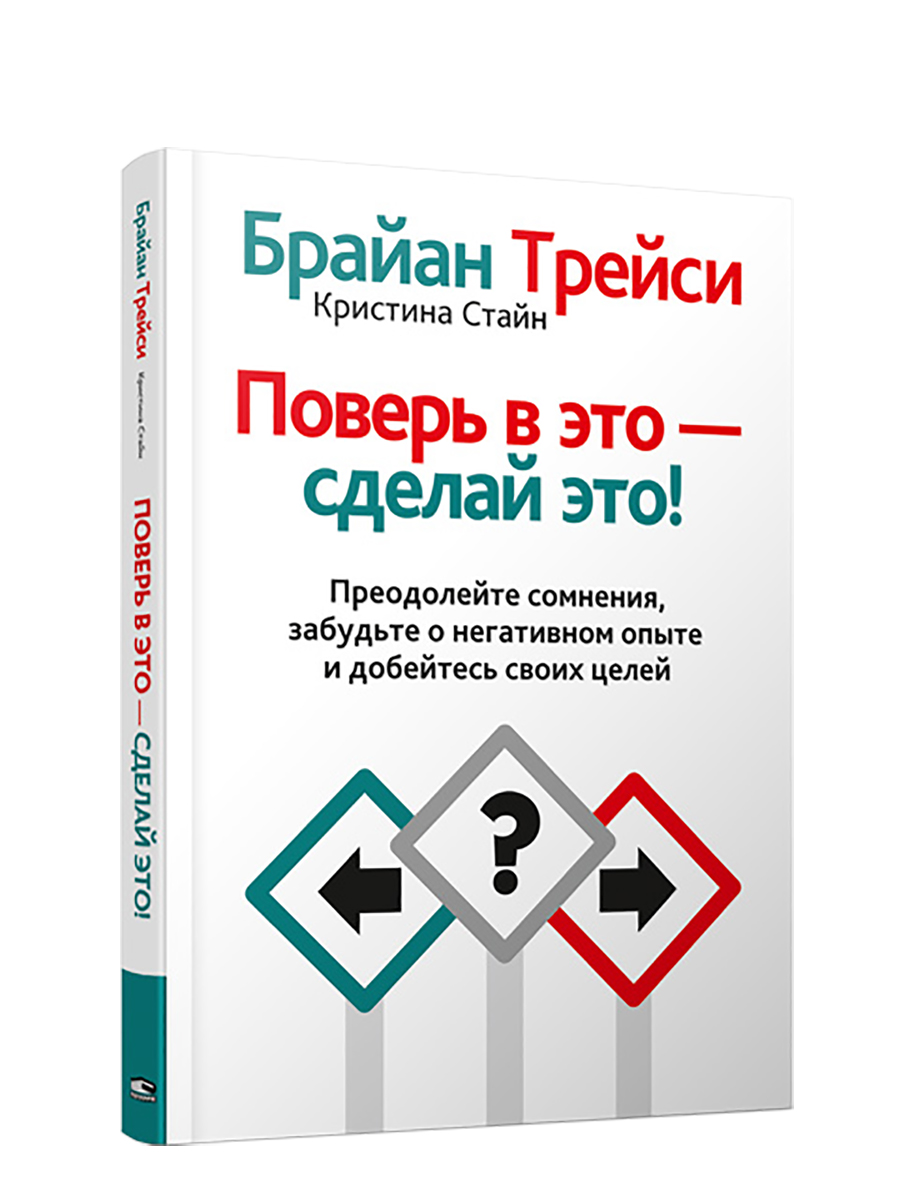 Брайан Трейси
Кристина Стайн
Поверь в это —
сделай это!
Преодолейте сомнения,
забудьте о негативном опыте
и добейтесь своих целей
?
Брайан Трейси Кристина Стайн ПОВЕРЬ В ЭТО — СДЕЛАЙ ЭТО!